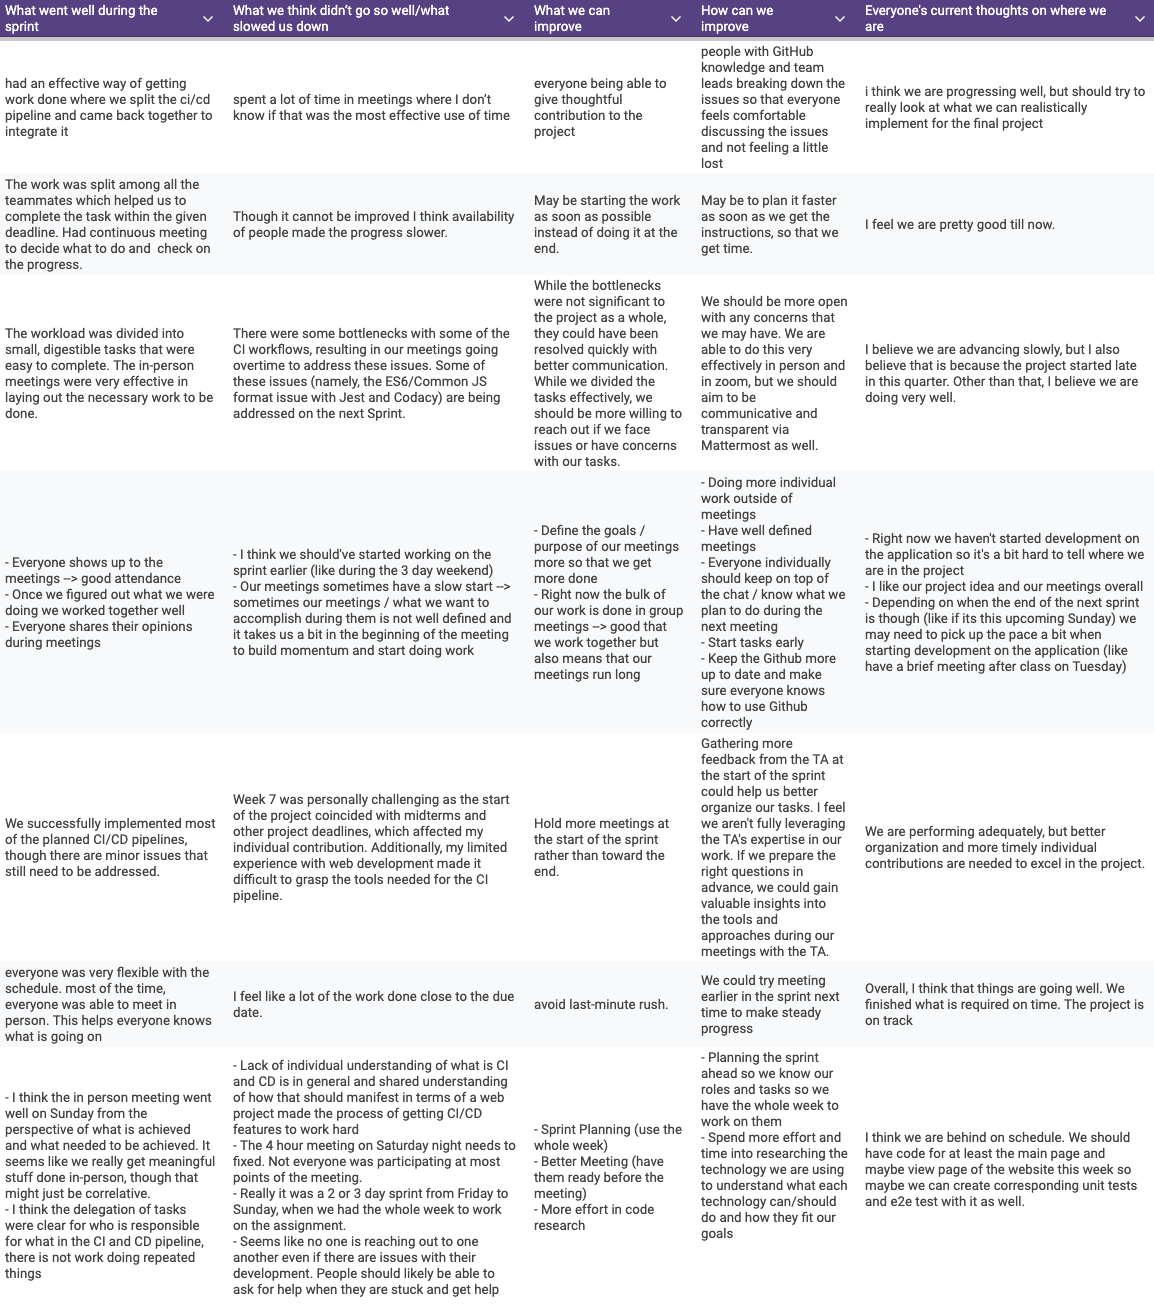 What went well during the
sprint
What we think didn't go so well/what
slowed us down
What we can
improve
How can we
improve
Everyone's current thoughts on where we
are
had an effective way of getting
work done where we split the ci/cd
pipeline and came back together to
integrate it
spent a lot of time in meetings where I don't
know if that was the most effective use of time
everyone being able to
give thoughtful
contribution to the
project
people with GitHub
knowledge and team
leads breaking down the
issues so that everyone
feels comfortable
discussing the issues
and not feeling a little
lost
i think we are progressing well, but should try to
really look at what we can realistically
implement for the final project
The work was split among all the
teammates which helped us to
complete the task within the given
deadline. Had continuous meeting
to decide what to do and  check on
the progress.
Though it cannot be improved I think availability
of people made the progress slower.
May be starting the work
as soon as possible
instead of doing it at the
end.
May be to plan it faster
as soon as we get the
instructions, so that we
get time.
I feel we are pretty good till now.
The workload was divided into
small, digestible tasks that were
easy to complete. The in-person
meetings were very effective in
laying out the necessary work to be
done.
There were some bottlenecks with some of the
CI workflows, resulting in our meetings going
overtime to address these issues. Some of
these issues (namely, the ES6/Common JS
format issue with Jest and Codacy) are being
addressed on the next Sprint.
While the bottlenecks
were not significant to
the project as a whole,
they could have been
resolved quickly with
better communication.
While we divided the
tasks effectively, we
should be more willing to
reach out if we face
issues or have concerns
with our tasks.
We should be more open
with any concerns that
we may have. We are
able to do this very
effectively in person and
in zoom, but we should
aim to be
communicative and
transparent via
Mattermost as well.
I believe we are advancing slowly, but I also
believe that is because the project started late
in this quarter. Other than that, I believe we are
doing very well.
- Everyone shows up to the
meetings --> good attendance
- Once we figured out what we were
doing we worked together well
- Everyone shares their opinions
during meetings
- I think we should've started working on the
sprint earlier (like during the 3 day weekend)
- Our meetings sometimes have a slow start -->
sometimes our meetings / what we want to
accomplish during them is not well defined and
it takes us a bit in the beginning of the meeting
to build momentum and start doing work
- Define the goals /
purpose of our meetings
more so that we get
more done
- Right now the bulk of
our work is done in group
meetings --> good that
we work together but
also means that our
meetings run long
- Doing more individual
work outside of
meetings
- Have well defined
meetings
- Everyone individually
should keep on top of
the chat / know what we
plan to do during the
next meeting
- Start tasks early
- Keep the Github more
up to date and make
sure everyone knows
how to use Github
correctly
- Right now we haven't started development on
the application so it's a bit hard to tell where we
are in the project
- I like our project idea and our meetings overall
- Depending on when the end of the next sprint
is though (like if its this upcoming Sunday) we
may need to pick up the pace a bit when
starting development on the application (like
have a brief meeting after class on Tuesday)
We successfully implemented most
of the planned CI/CD pipelines,
though there are minor issues that
still need to be addressed.
Week 7 was personally challenging as the start
of the project coincided with midterms and
other project deadlines, which affected my
individual contribution. Additionally, my limited
experience with web development made it
difficult to grasp the tools needed for the CI
pipeline.
Hold more meetings at
the start of the sprint
rather than toward the
end.
Gathering more
feedback from the TA at
the start of the sprint
could help us better
organize our tasks. I feel
we aren't fully leveraging
the TA's expertise in our
work. If we prepare the
right questions in
advance, we could gain
valuable insights into
the tools and
approaches during our
meetings with the TA.
We are performing adequately, but better
organization and more timely individual
contributions are needed to excel in the project.
everyone was very flexible with the
schedule. most of the time,
everyone was able to meet in
person. This helps everyone knows
what is going on
I feel like a lot of the work done close to the due
date.
avoid last-minute rush.
We could try meeting
earlier in the sprint next
time to make steady
progress
Overall, I think that things are going well. We
finished what is required on time. The project is
on track
- I think the in person meeting went
well on Sunday from the
perspective of what is achieved
and what needed to be achieved. It
seems like we really get meaningful
stuff done in-person, though that
might just be correlative.
- I think the delegation of tasks
were clear for who is responsible
for what in the CI and CD pipeline,
there is not work doing repeated
things
- Lack of individual understanding of what is CI
and CD is in general and shared understanding
of how that should manifest in terms of a web
project made the process of getting CI/CD
features to work hard
- The 4 hour meeting on Saturday night needs to
fixed. Not everyone was participating at most
points of the meeting.
- Really it was a 2 or 3 day sprint from Friday to
Sunday, when we had the whole week to work
on the assignment.
- Seems like no one is reaching out to one
another even if there are issues with their
development. People should likely be able to
ask for help when they are stuck and get help
- Sprint Planning (use the
whole week)
- Better Meeting (have
them ready before the
meeting)
- More effort in code
research
- Planning the sprint
ahead so we know our
roles and tasks so we
have the whole week to
work on them
- Spend more effort and
time into researching the
technology we are using
to understand what each
technology can/should
do and how they fit our
goals
I think we are behind on schedule. We should
have code for at least the main page and
maybe view page of the website this week so
maybe we can create corresponding unit tests
and e2e test with it as well.